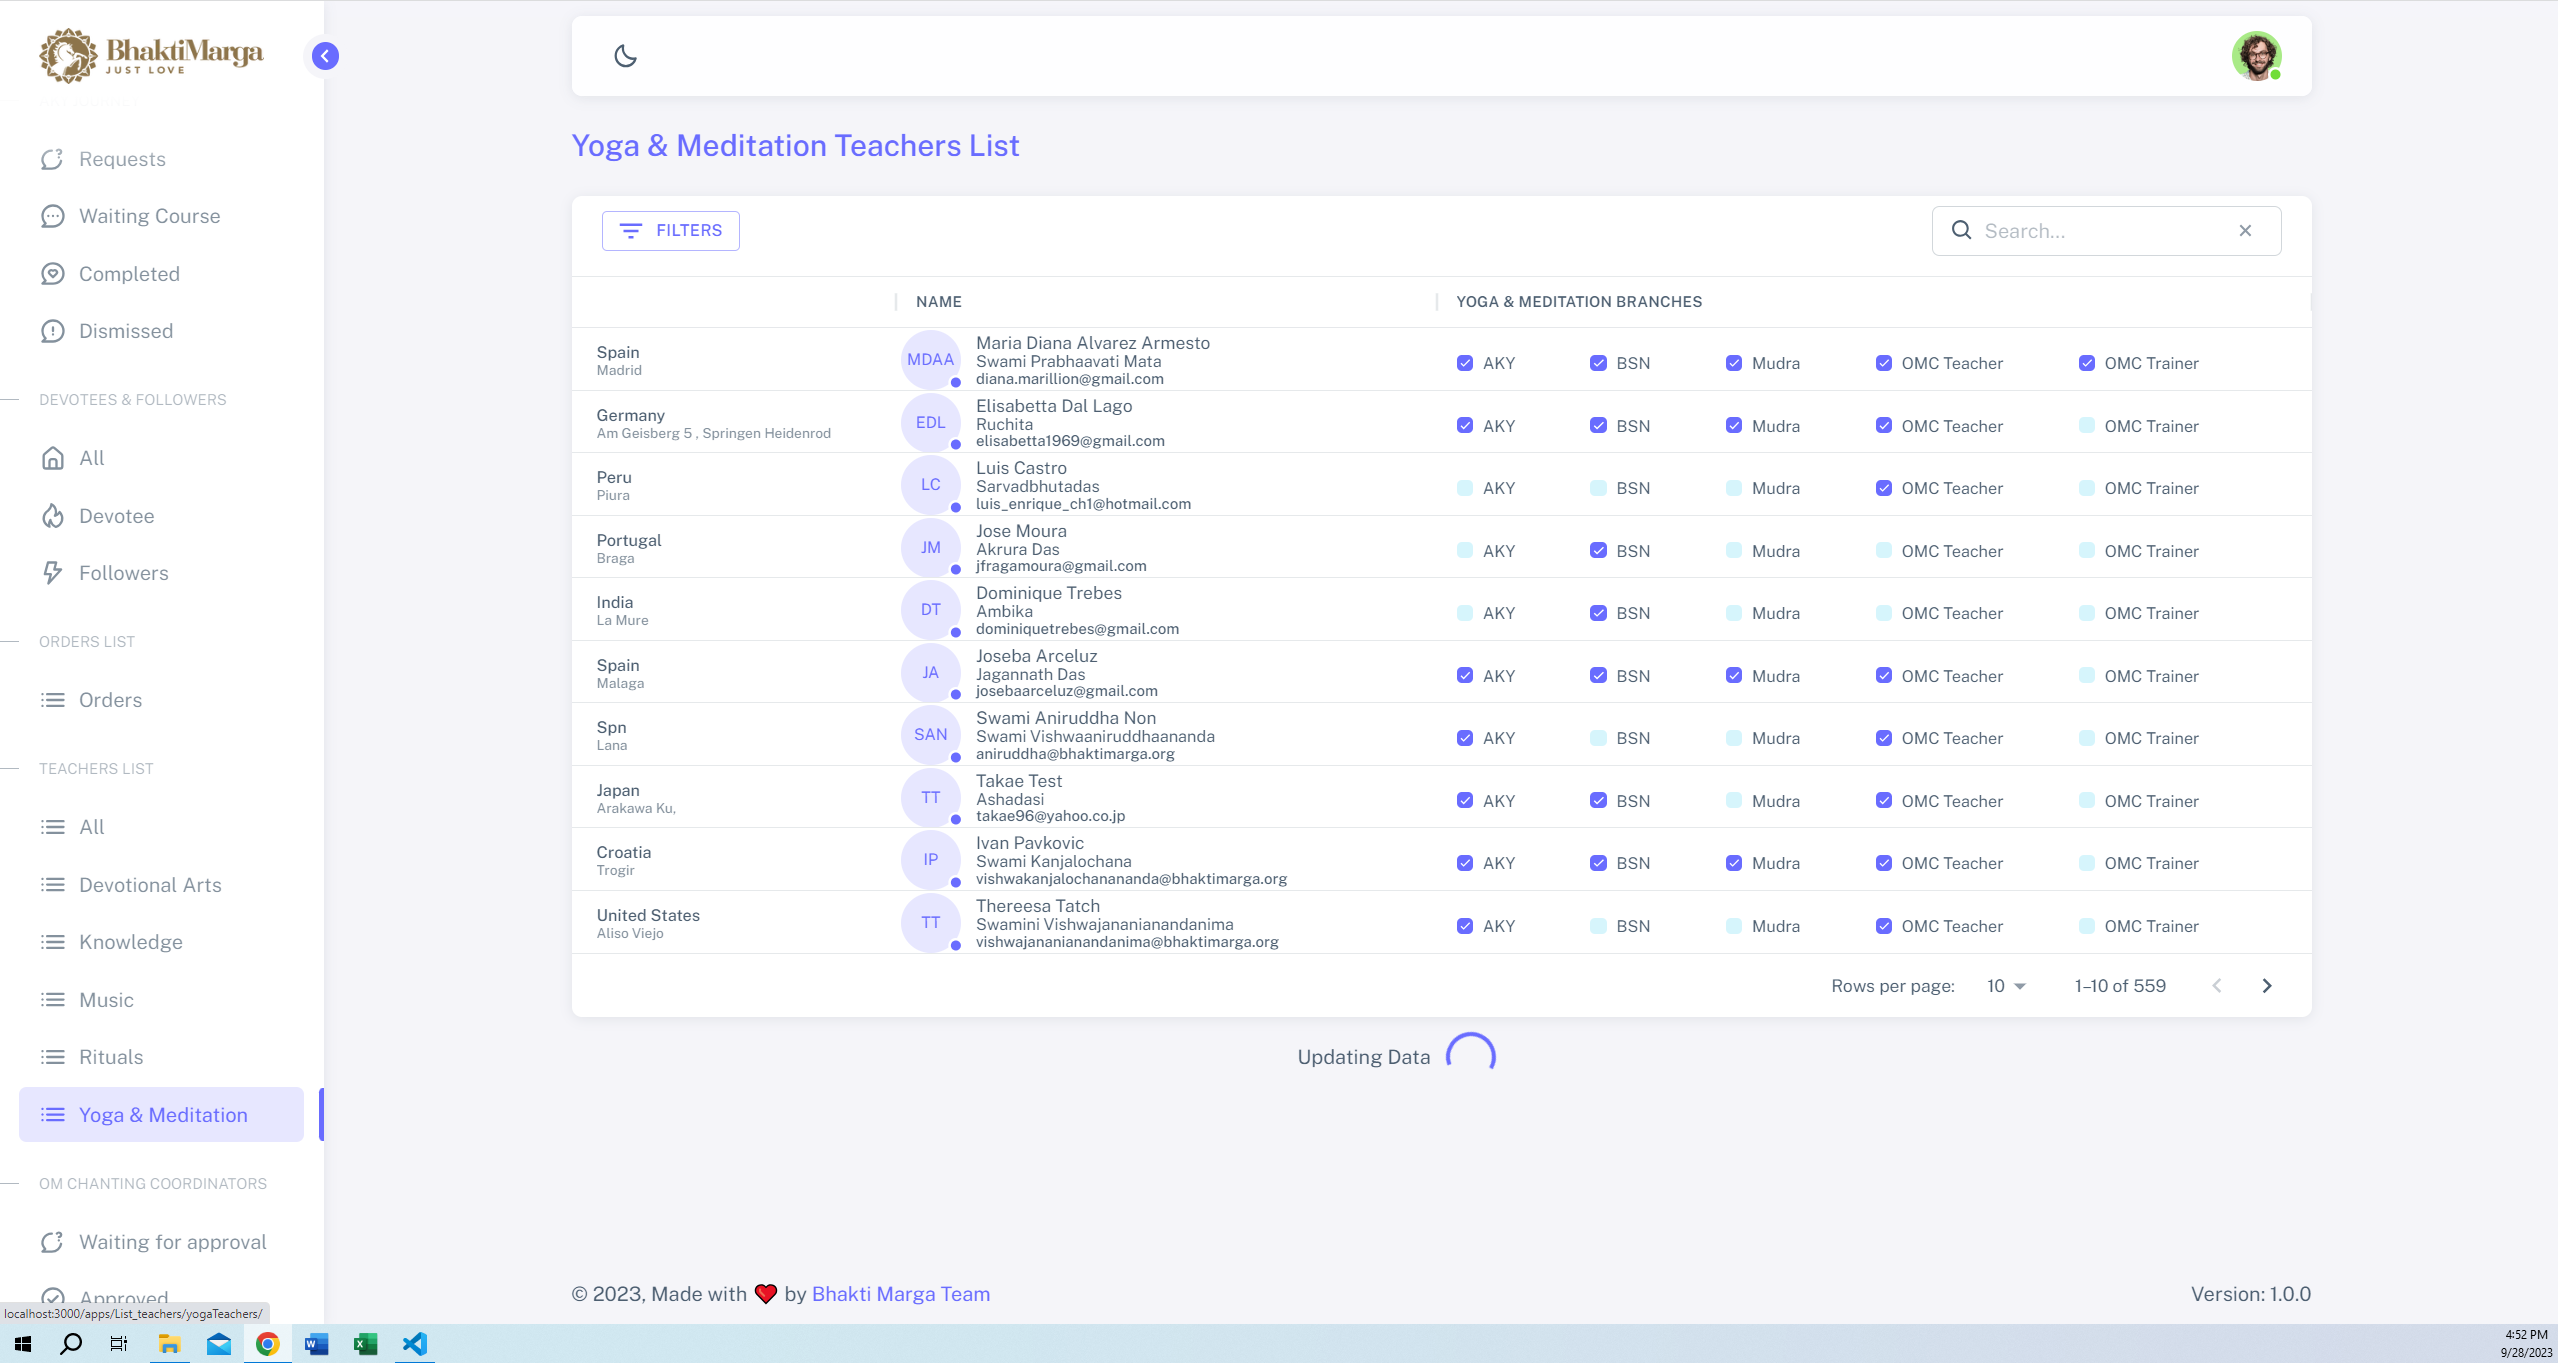 BhaktiMarga
JUST LOVE
Requests
Waiting Course
Completed
Dismissed
DEVOTEES & FOLLOWERS
All
Devotee
Followers
ORDERS LIST
Orders
TEACHERS LIST
All
Devotional Arts
Knowledge
Music
Rituals
Yoga & Meditation
OM CHANTING COORDINATORS
Waiting for approval
Approved
localhost:3000/apps/List_teachers/yogaTeachers/
Yoga & Meditation Teachers List
FILTERS
Search...
NAME YOGA & MEDITATION BRANCHES
Spain
Madrid
MDAA
Maria Diana Alvarez Armesto
Swami Prabhaavati Mata
diana.marillion@gmail.com
AKY BSN Mudra OMC Teacher OMC Trainer
Germany
Am Geisberg 5 , Springen Heidenrod
EDL
Elisabetta Dal Lago
Ruchita
elisabetta1969@gmail.com
AKY BSN Mudra OMC Teacher OMC Trainer
Peru
Piura
LC
Luis Castro
Sarvadbhutadas
luis_enrique_ch1@hotmail.com
AKY BSN Mudra OMC Teacher OMC Trainer
Portugal
Braga
JM
Jose Moura
Akrura Das
jfragamoura@gmail.com
AKY BSN Mudra OMC Teacher OMC Trainer
India
La Mure
DT
Dominique Trebes
Ambika
dominiquetrebes@gmail.com
AKY BSN Mudra OMC Teacher OMC Trainer
Spain
Malaga
JA
Joseba Arceluz
Jagannath Das
josebaarceluz@gmail.com
AKY BSN Mudra OMC Teacher OMC Trainer
Spn
Lana
SAN
Swami Aniruddha Non
Swami Vishwaaniruddhaananda
aniruddha@bhaktimarga.org
AKY BSN Mudra OMC Teacher OMC Trainer
Japan
Arakawa Ku,
TT
Takae Test
Ashadasi
takae96@yahoo.co.jp
AKY BSN Mudra OMC Teacher OMC Trainer
Croatia
Trogir
IP
Ivan Pavkovic
Swami Kanjalochana
vishwakanjalochanananda@bhaktimarga.org
AKY BSN Mudra OMC Teacher OMC Trainer
United States
Aliso Viejo
TT
Thereesa Tatch
Swamini Vishwajananianandanima
vishwajananianandanima@bhaktimarga.org
AKY BSN Mudra OMC Teacher OMC Trainer
Rows per page: 10 1–10 of 559
Updating Data
© 2023, Made with ❤️ by Bhakti Marga Team
Version: 1.0.0
4:52 PM
9/28/2023